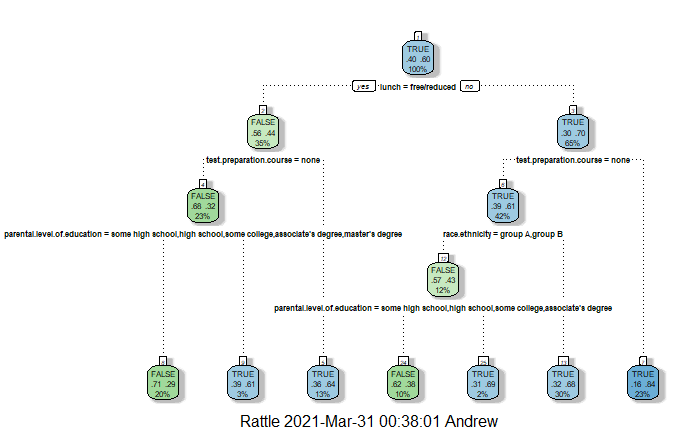 1
TRUE
.40 .60
100%
yes lunch = free/reduced no
2
FALSE
.56 .44
35%
3
TRUE
.30 .70
65%
test.preparation.course = none
test.preparation.course = none
4
FALSE
.68 .32
23%
6
TRUE
.39 .61
42%
parental.level.of.education = some high school,high school,some college,associate's degree,master's degree
race.ethnicity = group A,group B
12
FALSE
.57 .43
12%
parental.level.of.education = some high school,high school,some college,associate's degree
8
FALSE
.71 .29
20%
9
TRUE
.39 .61
3%
5
TRUE
.36 .64
13%
24
FALSE
.62 .38
10%
25
TRUE
.31 .69
2%
13
TRUE
.32 .68
30%
7
TRUE
.16 .84
23%
Rattle 2021-Mar-31 00:38:01 Andrew